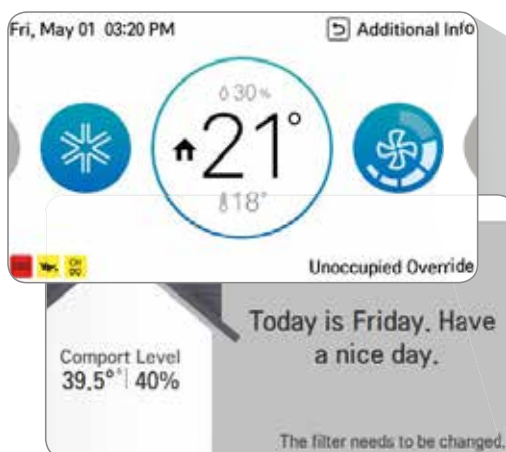 Fri, May 01 03:20 PM
Additional Info
30%
21°
18°
Unoccupied Override
Today is Friday. Have
a nice day.
Comport Level
39.5° 40%
The filter needs to be changed.